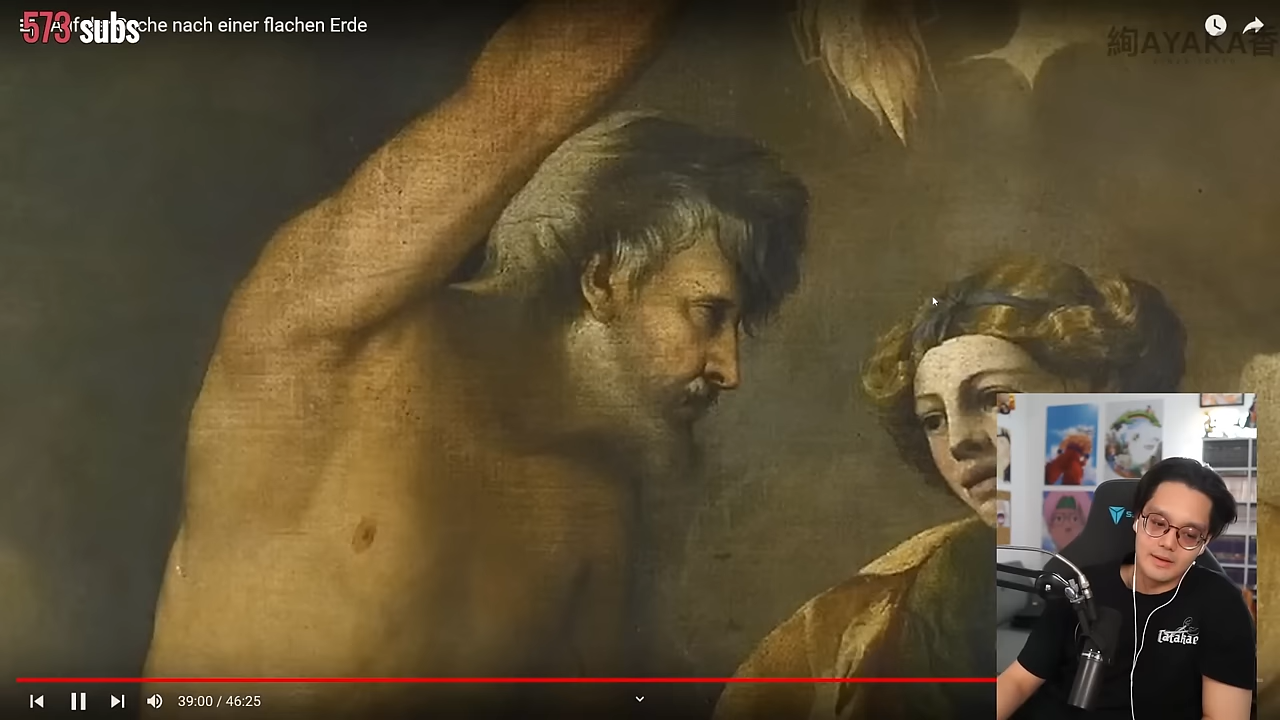 573 subs
che nach einer flachen Erde
絢AYAKA香
39:00 / 46:25